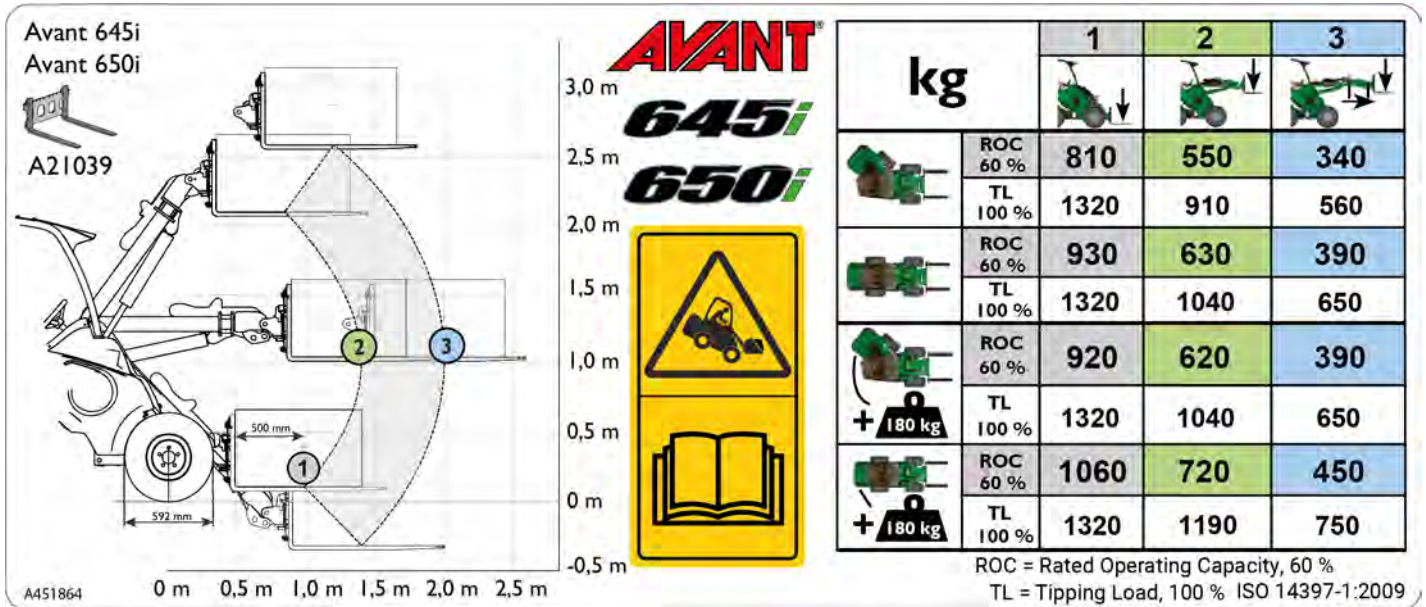 Avant 645i
Avant 650i
A21039
3,0 m
2,5 m
2,0 m
1,5 m
1,0 m
0,5 m
0 m
-0,5 m
2
3
500 mm
1
592 mm
0 m 0,5 m 1,0 m 1,5 m 2,0 m 2,5 m
A451864
AVANT®
645i
650i
kg 1 2 3
ROC 60 % 810 550 340
TL 100 % 1320 910 560
ROC 60 % 930 630 390
TL 100 % 1320 1040 650
ROC 60 % 920 620 390
+ 180 kg TL 100 % 1320 1040 650
ROC 60 % 1060 720 450
+ 180 kg TL 100 % 1320 1190 750
ROC = Rated Operating Capacity, 60 %
TL = Tipping Load, 100 % ISO 14397-1:2009